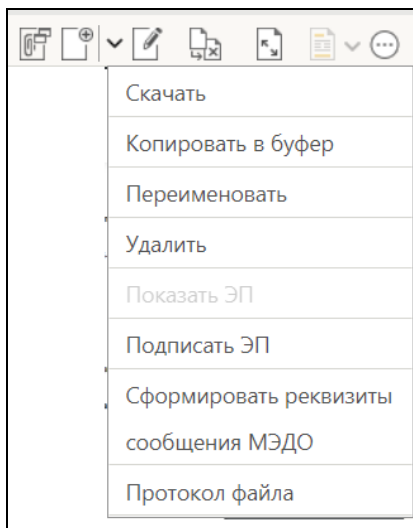 Скачать
Копировать в буфер
Переименовать
Удалить
Показать ЭП
Подписать ЭП
Сформировать реквизиты
сообщения МЭДО
Протокол файла